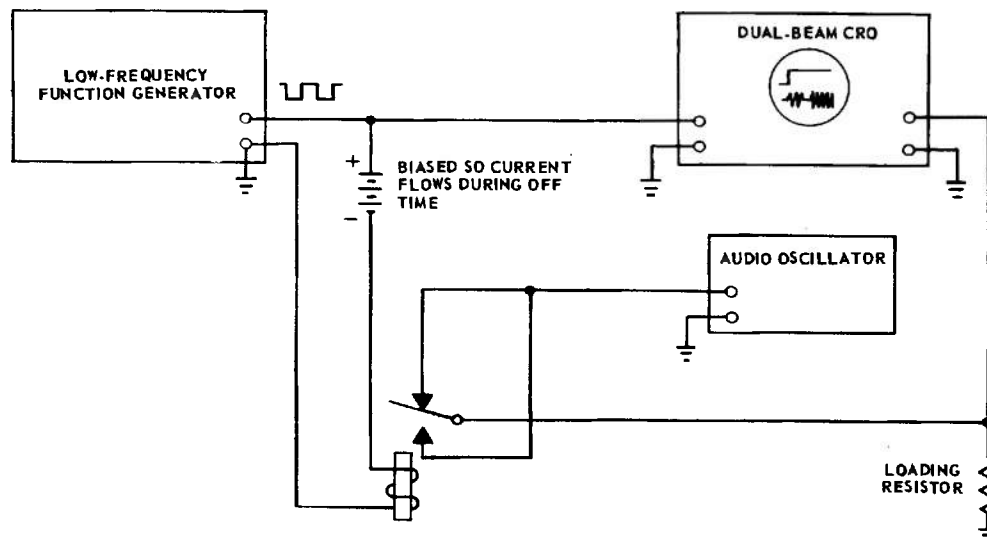 LOW-FREQUENCY
FUNCTION GENERATOR
DUAL-BEAM CRO
+
BIASED SO CURRENT
FLOWS DURING OFF
TIME
−
AUDIO OSCILLATOR
LOADING
RESISTOR